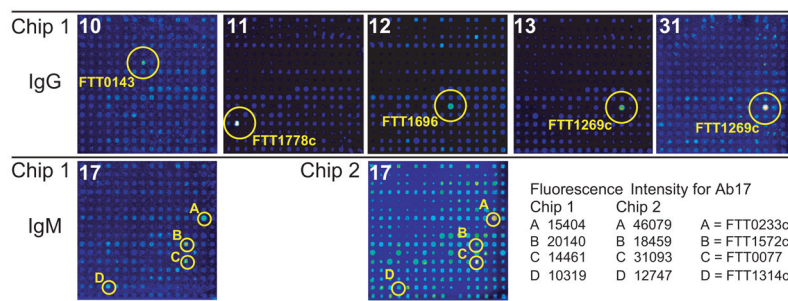 Chip 1
IgG
10
FTT0143
11
FTT1778c
12
FTT1696
13
FTT1269c
31
FTT1269c
Chip 1
IgM
17
A
B
C
D
Chip 2
17
A
B
C
D
Fluorescence Intensity for Ab17
Chip 1 Chip 2
A 15404 A 46079 A = FTT0233c
B 20140 B 18459 B = FTT1572c
C 14461 C 31093 C = FTT0077
D 10319 D 12747 D = FTT1314c